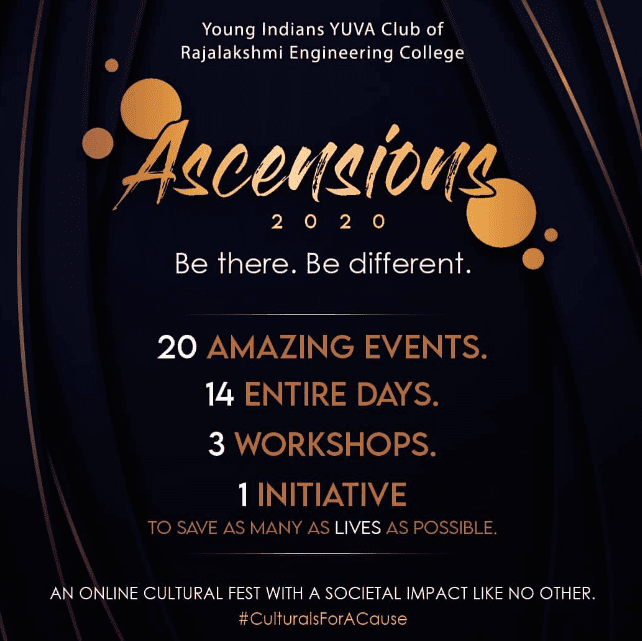 Young Indians YUVA Club of
Rajalakshmi Engineering College
Ascensions
2020
Be there. Be different.
20 AMAZING EVENTS.
14 ENTIRE DAYS.
3 WORKSHOPS.
1 INITIATIVE
TO SAVE AS MANY AS LIVES AS POSSIBLE.
AN ONLINE CULTURAL FEST WITH A SOCIETAL IMPACT LIKE NO OTHER.
#CulturalsForACause